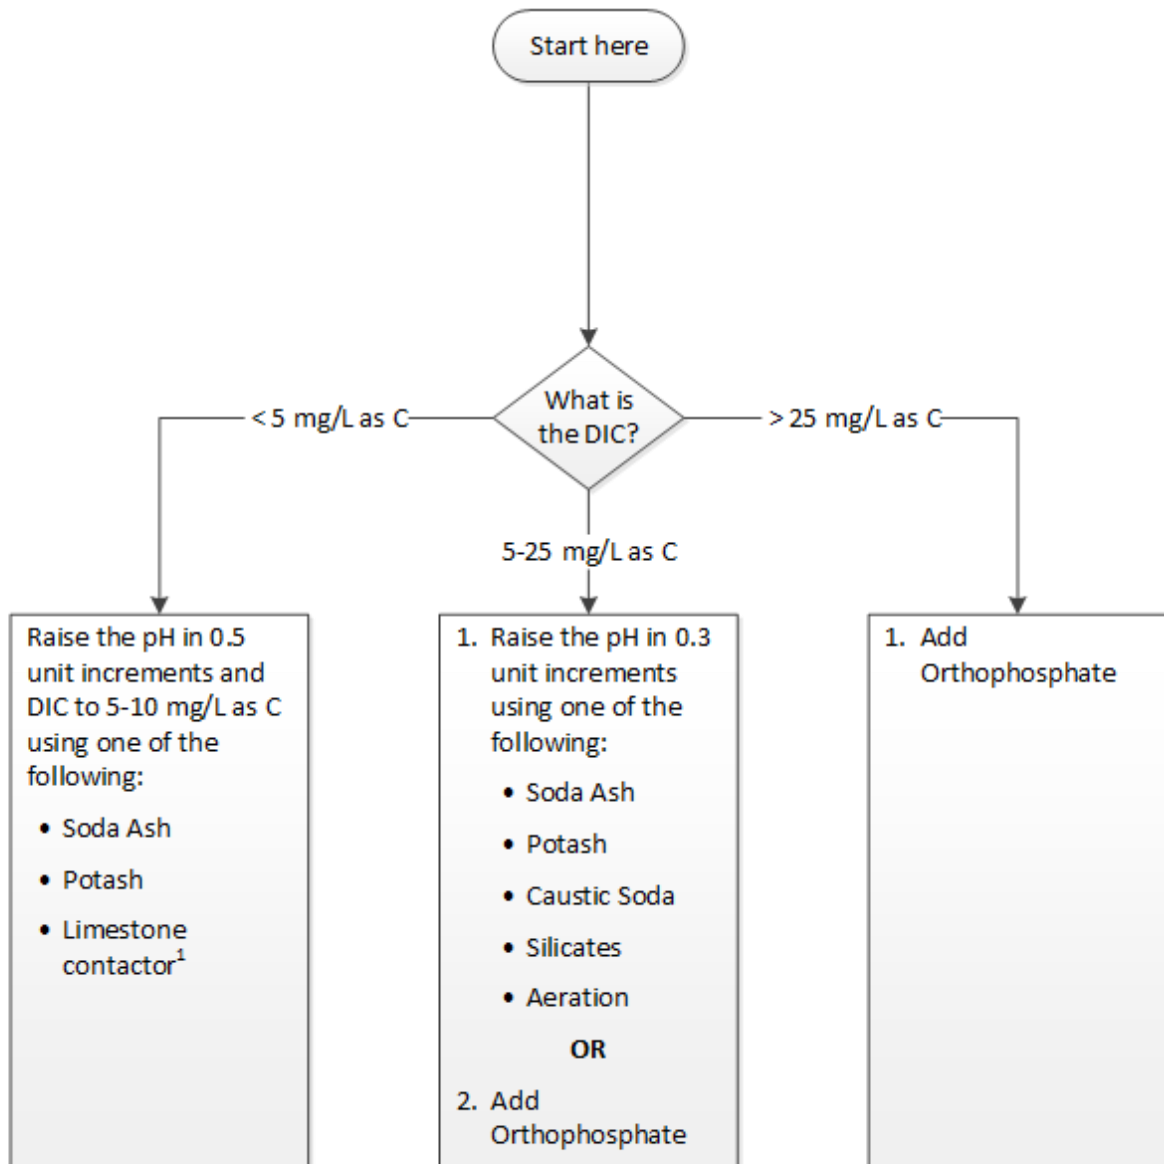 Start here
What is
the DIC?
< 5 mg/L as C
> 25 mg/L as C
5-25 mg/L as C
Raise the pH in 0.5
unit increments and
DIC to 5-10 mg/L as C
using one of the
following:
• Soda Ash
• Potash
• Limestone
contactor¹
1. Raise the pH in 0.3
unit increments
using one of the
following:
• Soda Ash
• Potash
• Caustic Soda
• Silicates
• Aeration
OR
2. Add
Orthophosphate
1. Add
Orthophosphate